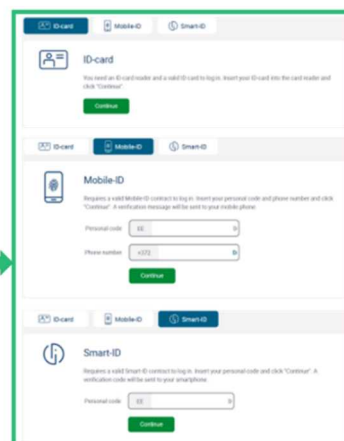 ID-card Mobile-ID Smart-ID
ID-card
You need an ID-card reader and a valid ID-card to log in. Insert your ID-card into the card reader and
click "Continue".
Continue
ID-card Mobile-ID Smart-ID
Mobile-ID
Requires a valid Mobile-ID contract to log in. Insert your personal code and phone number and click
"Continue". A verification message will be sent to your mobile phone.
Personal code EE
Phone number +372
Continue
ID-card Mobile-ID Smart-ID
Smart-ID
Requires a valid Smart-ID contract to log in. Insert your personal code and click "Continue". A
verification code will be sent to your smartphone.
Personal code EE
Continue